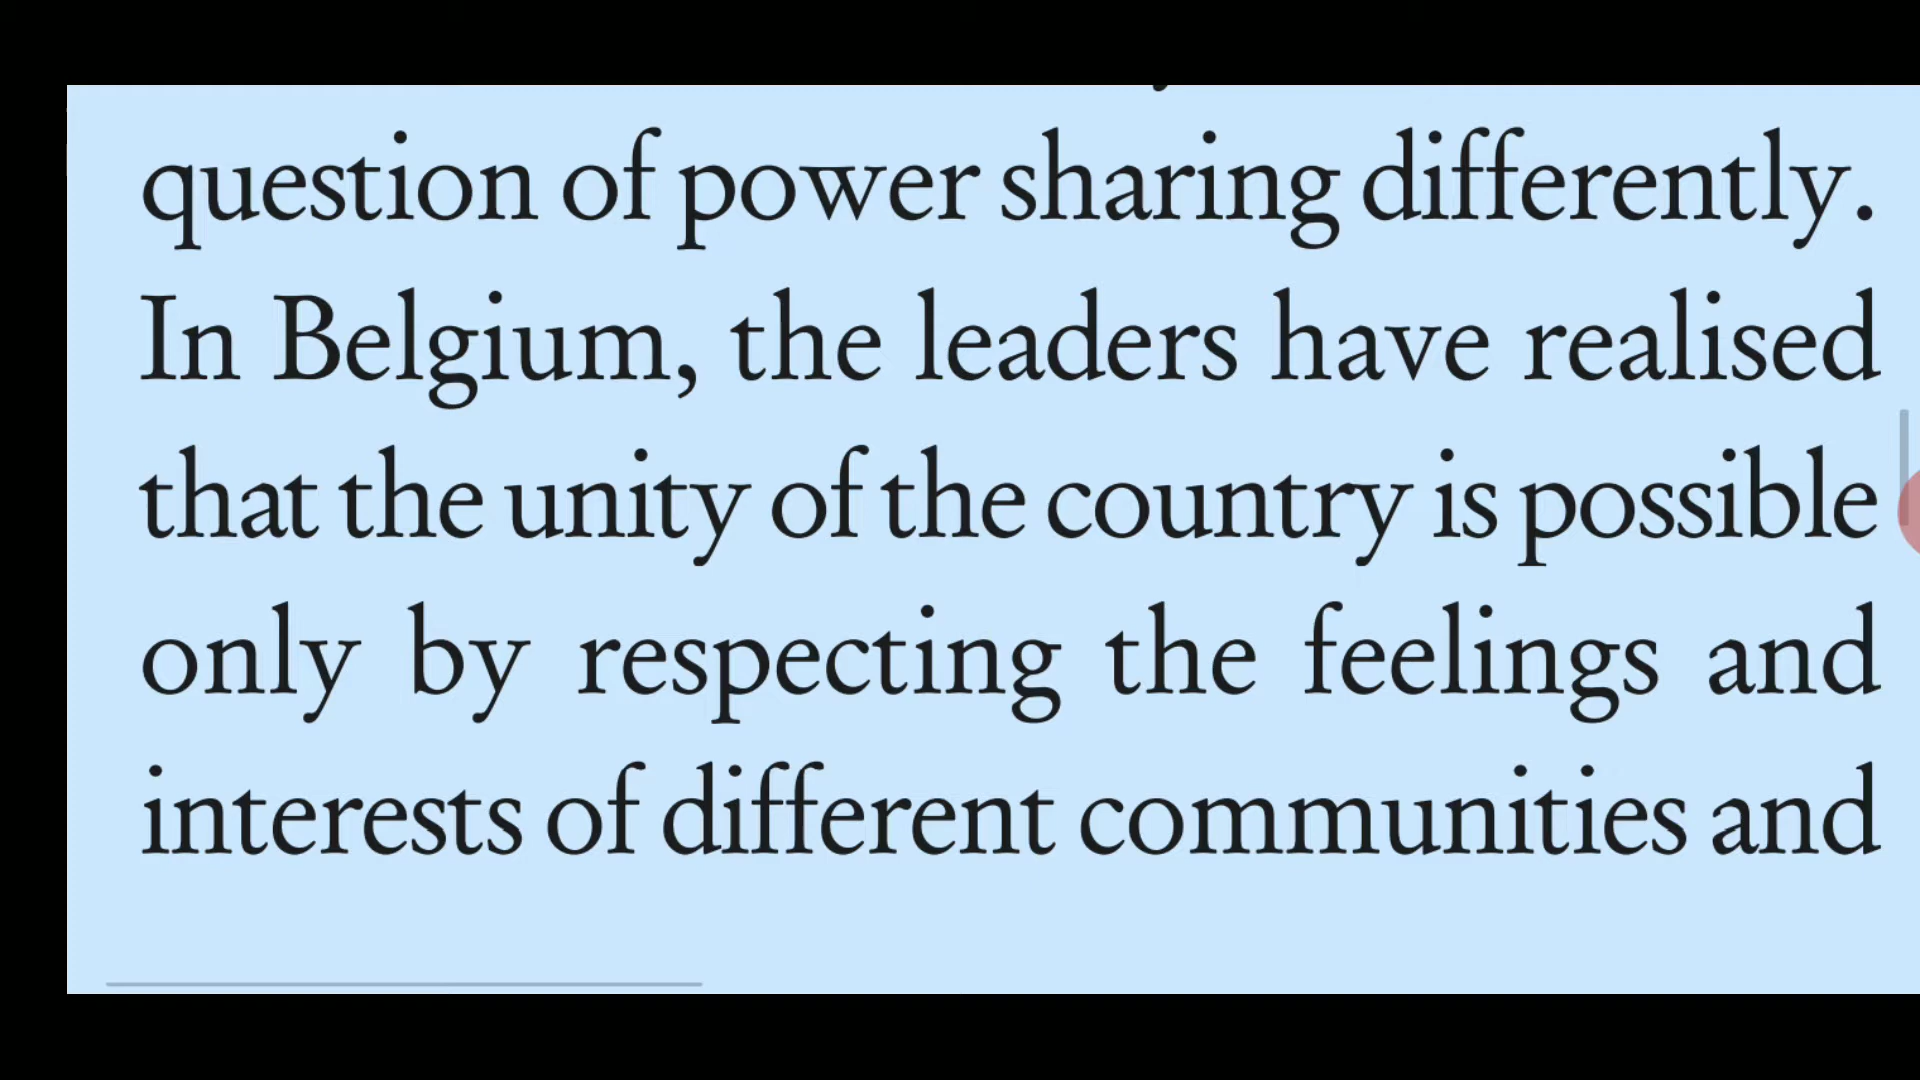 question of power sharing differently.
In Belgium, the leaders have realised
that the unity of the country is possible
only by respecting the feelings and
interests of different communities and